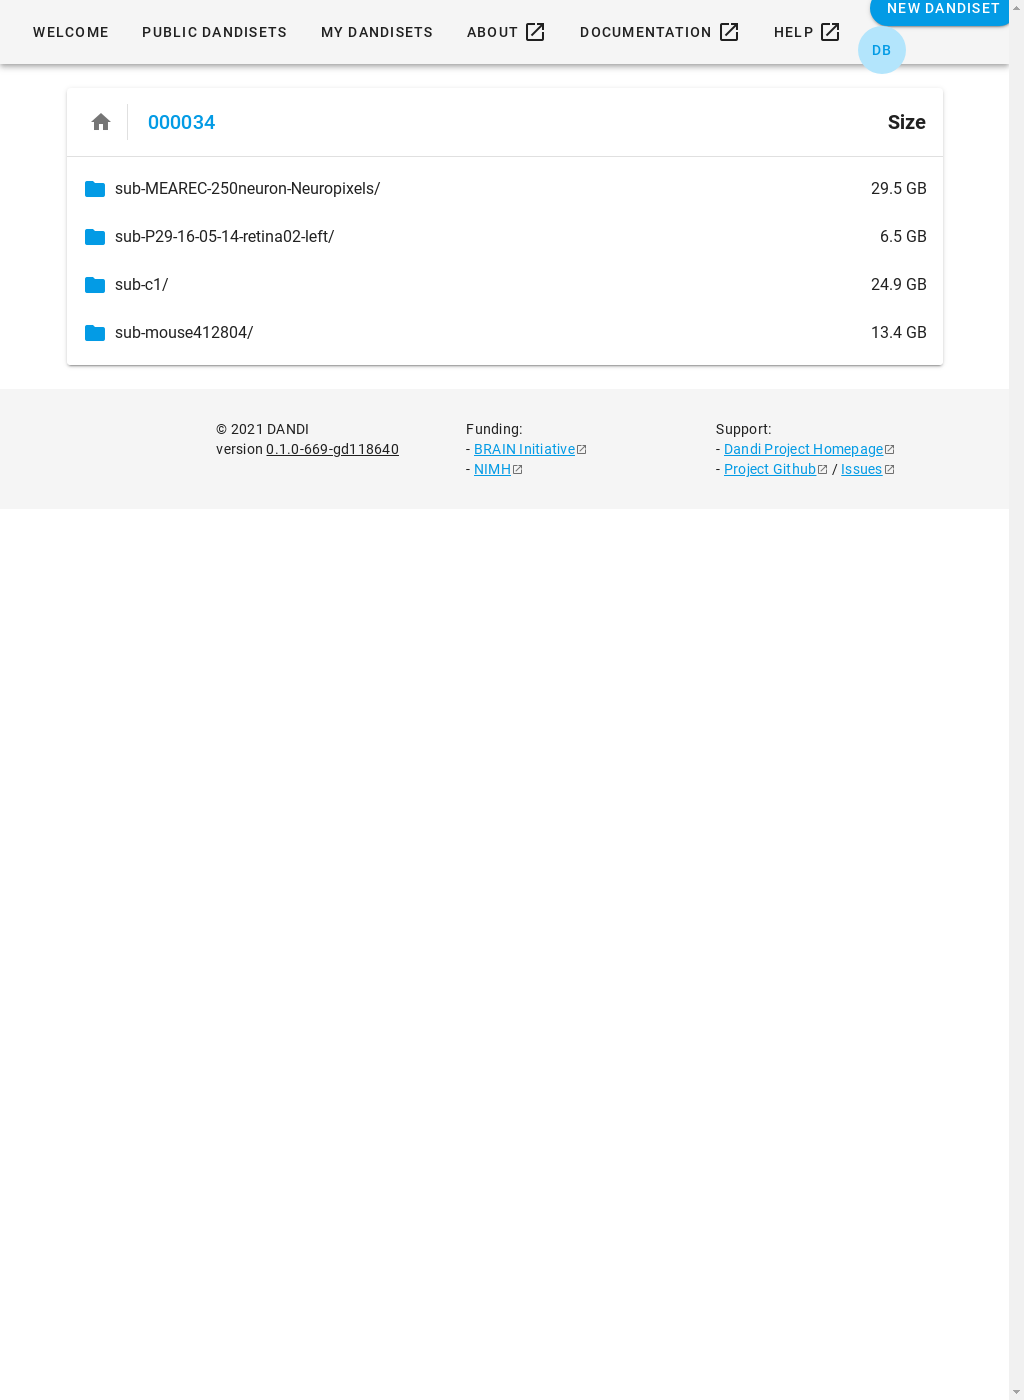 NEW DANDISET
WELCOME PUBLIC DANDISETS MY DANDISETS ABOUT DOCUMENTATION HELP
DB
000034 Size
sub-MEAREC-250neuron-Neuropixels/ 29.5 GB
sub-P29-16-05-14-retina02-left/ 6.5 GB
sub-c1/ 24.9 GB
sub-mouse412804/ 13.4 GB
© 2021 DANDI Funding: Support:
version 0.1.0-669-gd118640 - BRAIN Initiative - Dandi Project Homepage
- NIMH - Project Github / Issues